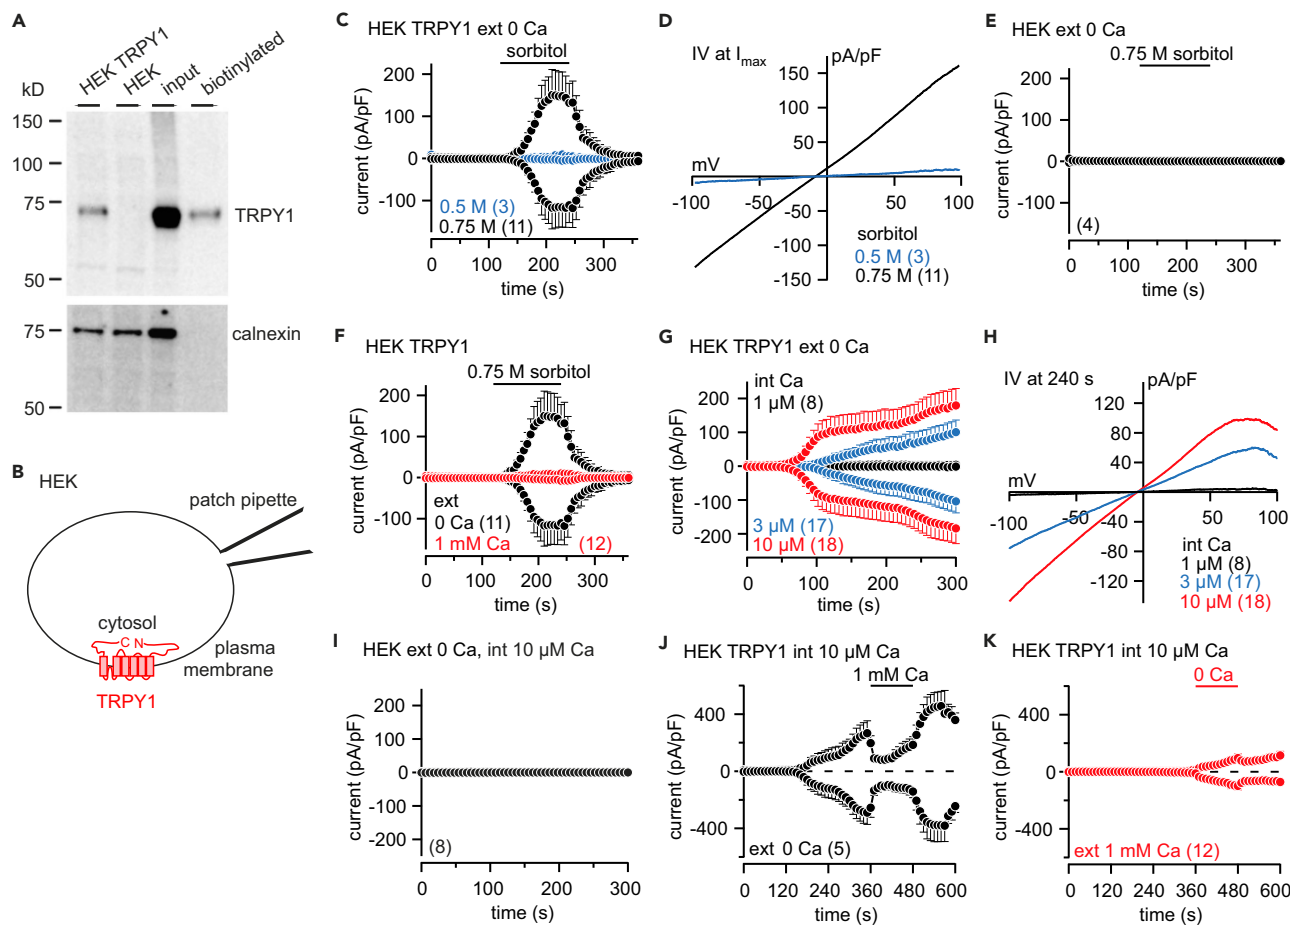 A
kD
HEK TRPY1
HEK
input
biotinylated
150
100
75
50
TRPY1
75
50
calnexin
B
HEK
patch pipette
cytosol
C N
plasma
membrane
TRPY1
C
HEK TRPY1 ext 0 Ca
sorbitol
current (pA/pF)
200
100
0
-100
0.5 M (3)
0.75 M (11)
0 100 200 300
time (s)
D
IV at Imax
pA/pF
150
100
50
mV
-100 -50 50 100
-50
-100
-150
sorbitol
0.5 M (3)
0.75 M (11)
E
HEK ext 0 Ca
0.75 M sorbitol
current (pA/pF)
200
100
0
-100
(4)
0 100 200 300
time (s)
F
HEK TRPY1
0.75 M sorbitol
current (pA/pF)
200
100
0
-100
ext
0 Ca (11)
1 mM Ca (12)
0 100 200 300
time (s)
G
HEK TRPY1 ext 0 Ca
int Ca
1 µM (8)
current (pA/pF)
200
100
0
-100
-200
3 µM (17)
10 µM (18)
0 100 200 300
time (s)
H
IV at 240 s
pA/pF
120
80
40
mV
-100 -50 50 100
-40
-80
-120
int Ca
1 µM (8)
3 µM (17)
10 µM (18)
I
HEK ext 0 Ca, int 10 µM Ca
current (pA/pF)
200
100
0
-100
-200
(8)
0 100 200 300
time (s)
J
HEK TRPY1 int 10 µM Ca
1 mM Ca
current (pA/pF)
400
0
-400
ext 0 Ca (5)
0 120 240 360 480 600
time (s)
K
HEK TRPY1 int 10 µM Ca
0 Ca
current (pA/pF)
400
0
-400
ext 1 mM Ca (12)
0 120 240 360 480 600
time (s)